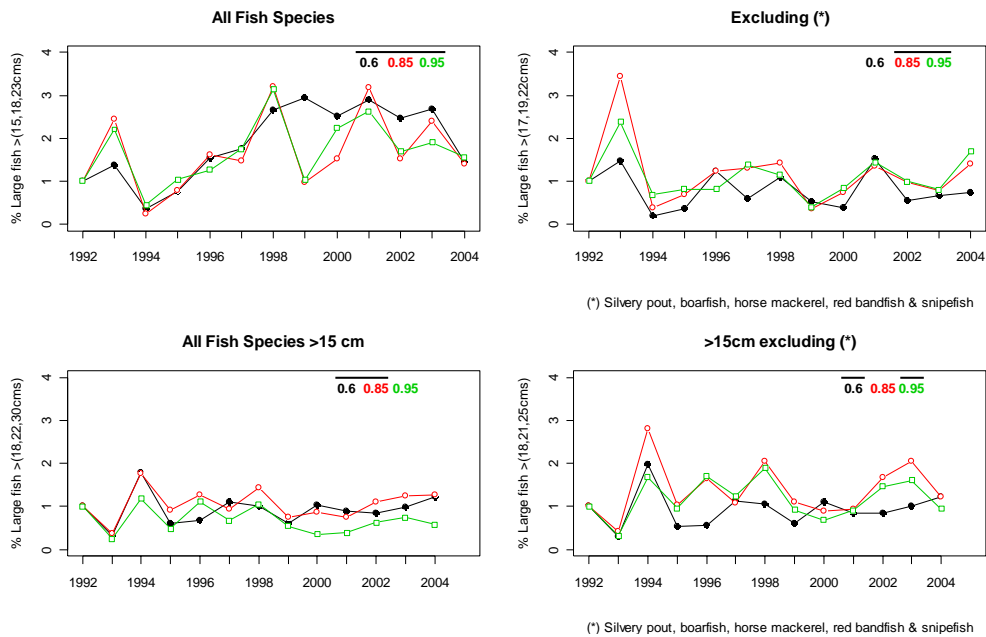 All Fish Species
% Large fish >(15,18,23cms)
4
3
2
1
0
0.6 0.85 0.95
1992 1994 1996 1998 2000 2002 2004
Excluding (*)
% Large fish >(17,19,22cms)
4
3
2
1
0
0.6 0.85 0.95
1992 1994 1996 1998 2000 2002 2004
(*) Silvery pout, boarfish, horse mackerel, red bandfish & snipefish
All Fish Species >15 cm
% Large fish >(18,22,30cms)
4
3
2
1
0
0.6 0.85 0.95
1992 1994 1996 1998 2000 2002 2004
>15cm excluding (*)
% Large fish >(18,21,25cms)
4
3
2
1
0
0.6 0.85 0.95
1992 1994 1996 1998 2000 2002 2004
(*) Silvery pout, boarfish, horse mackerel, red bandfish & snipefish